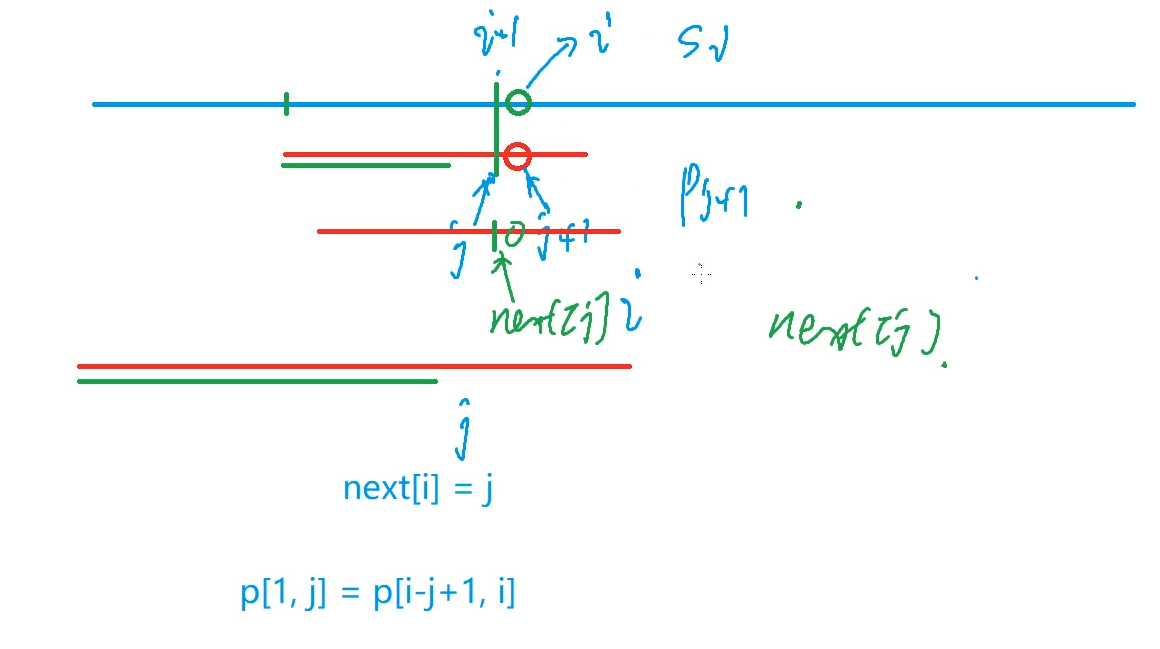 i-1 i Si
Pj+1
j j+1
next[j] i next[j]
j
next[i] = j
p[1, j] = p[i-j+1, i]